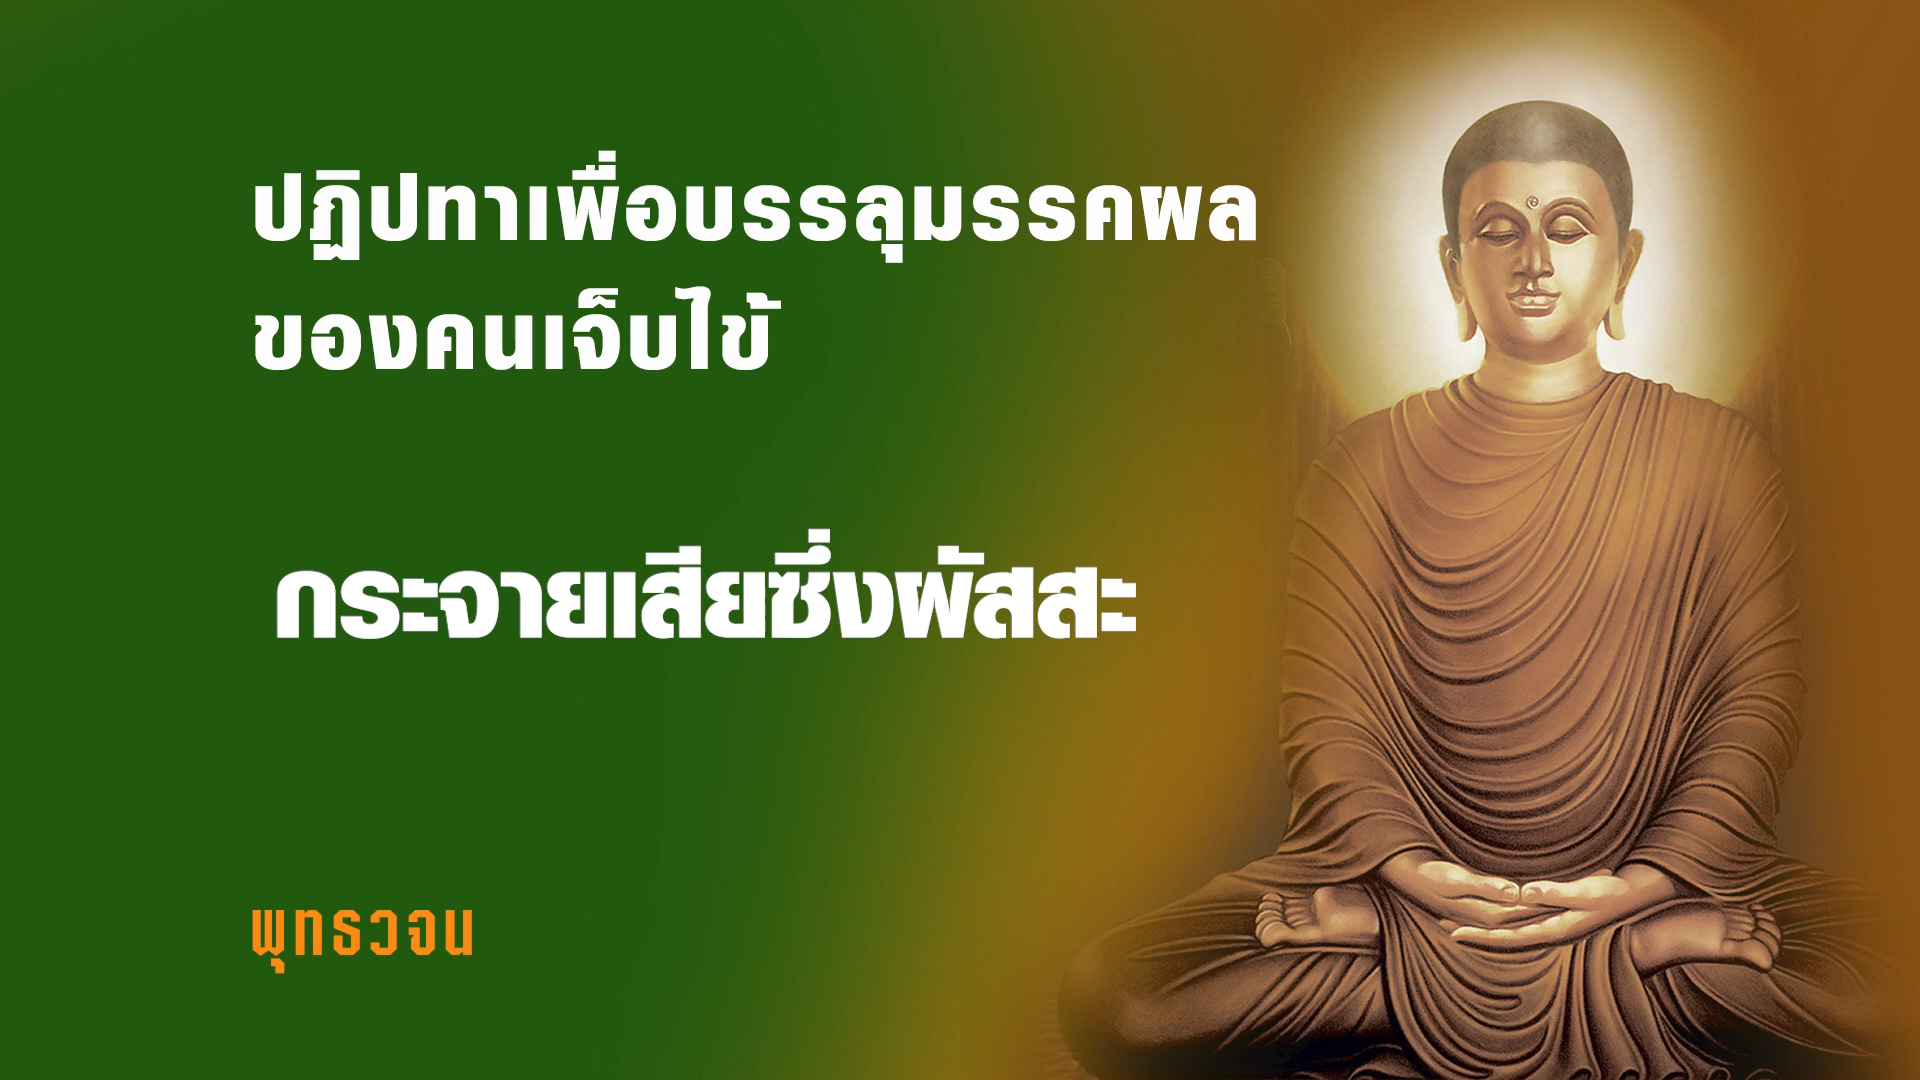 ปฏิปทาเพื่อบรรลุมรรคผล
ของคนเจ็บไข้
กระจายเสียซึ่งผัสสะ
พุทธวจน